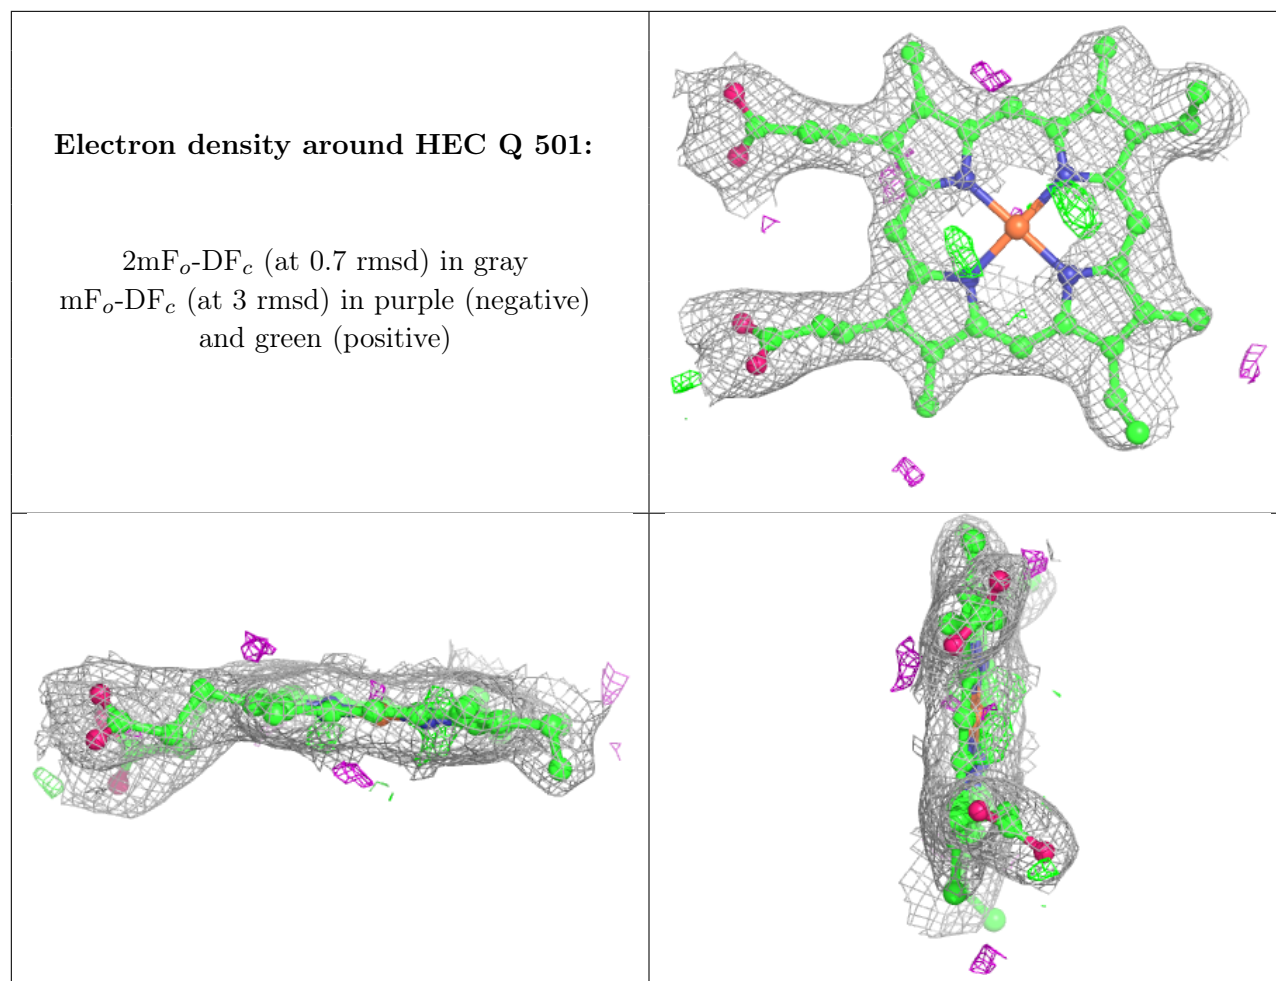 Electron density around HEC Q 501:
2mFₒ-DF𝒸 (at 0.7 rmsd) in gray
mFₒ-DF𝒸 (at 3 rmsd) in purple (negative)
and green (positive)